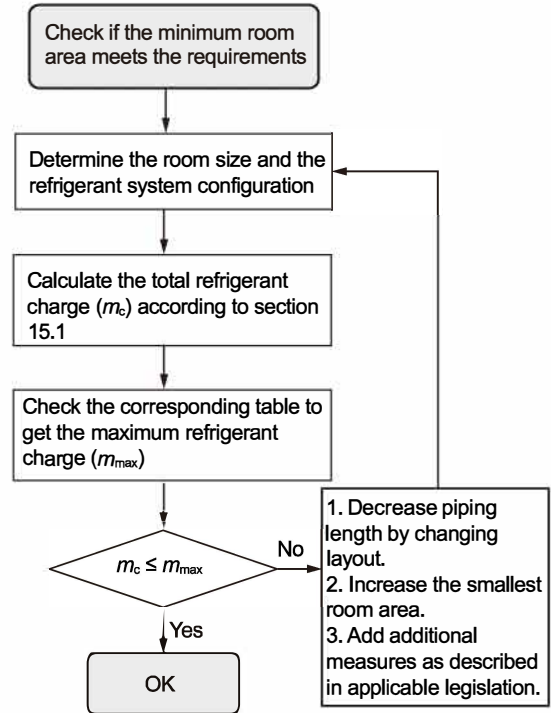 Check if the minimum room
area meets the requirements
Determine the room size and the
refrigerant system configuration
Calculate the total refrigerant
charge (mc) according to section
15.1
Check the corresponding table to
get the maximum refrigerant
charge (mmax)
mc ≤ mmax
No
Yes
OK
1. Decrease piping
length by changing
layout.
2. Increase the smallest
room area.
3. Add additional
measures as described
in applicable legislation.